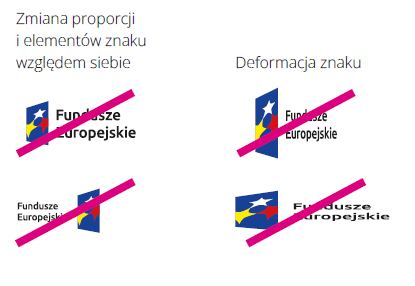 Zmiana proporcji
i elementów znaku
względem siebie
Deformacja znaku
Fundusze
Europejskie
Fundusze
Europejskie
Fundusze
Europejskie
Fundusze
Europejskie